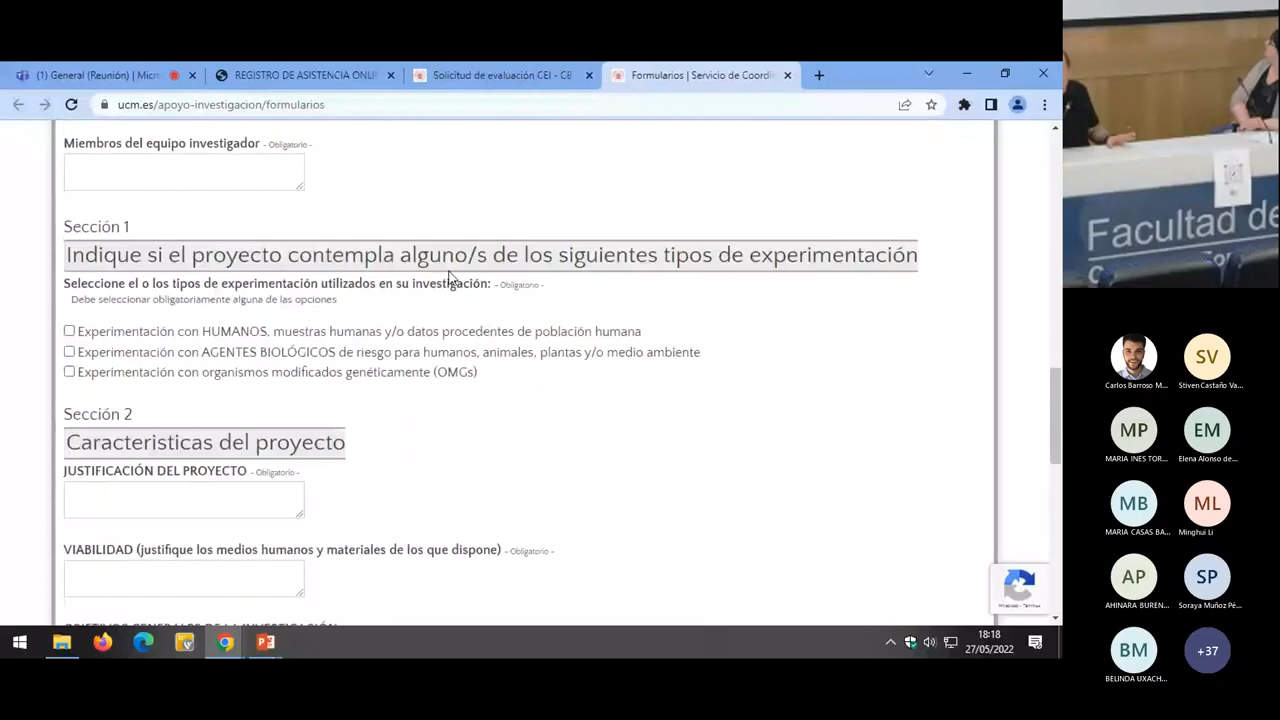 (1) General (Reunión) | Micr
REGISTRO DE ASISTENCIA ONLI
Solicitud de evaluación CEI - CE
Formularios | Servicio de Coordi
ucm.es/apoyo-investigacion/formularios
Miembros del equipo investigador - Obligatorio -
Sección 1
Indique si el proyecto contempla alguno/s de los siguientes tipos de experimentación
Seleccione el o los tipos de experimentación utilizados en su investigación: - Obligatorio -
Debe seleccionar obligatoriamente alguna de las opciones
Experimentación con HUMANOS, muestras humanas y/o datos procedentes de población humana
Experimentación con AGENTES BIOLÓGICOS de riesgo para humanos, animales, plantas y/o medio ambiente
Experimentación con organismos modificados genéticamente (OMGs)
Sección 2
Caracteristicas del proyecto
JUSTIFICACIÓN DEL PROYECTO - Obligatorio -
VIABILIDAD (justifique los medios humanos y materiales de los que dispone) - Obligatorio -
18:18
27/05/2022
Facultad de
Carlos Barroso M...
SV
Stiven Castaño Va...
MP
MARIA INES TOR...
EM
Elena Alonso de...
MB
MARIA CASAS BA...
ML
Minghui Li
AP
AHINARA BUREN...
SP
Soraya Muñoz Pé...
BM
BELINDA UXACH...
+37